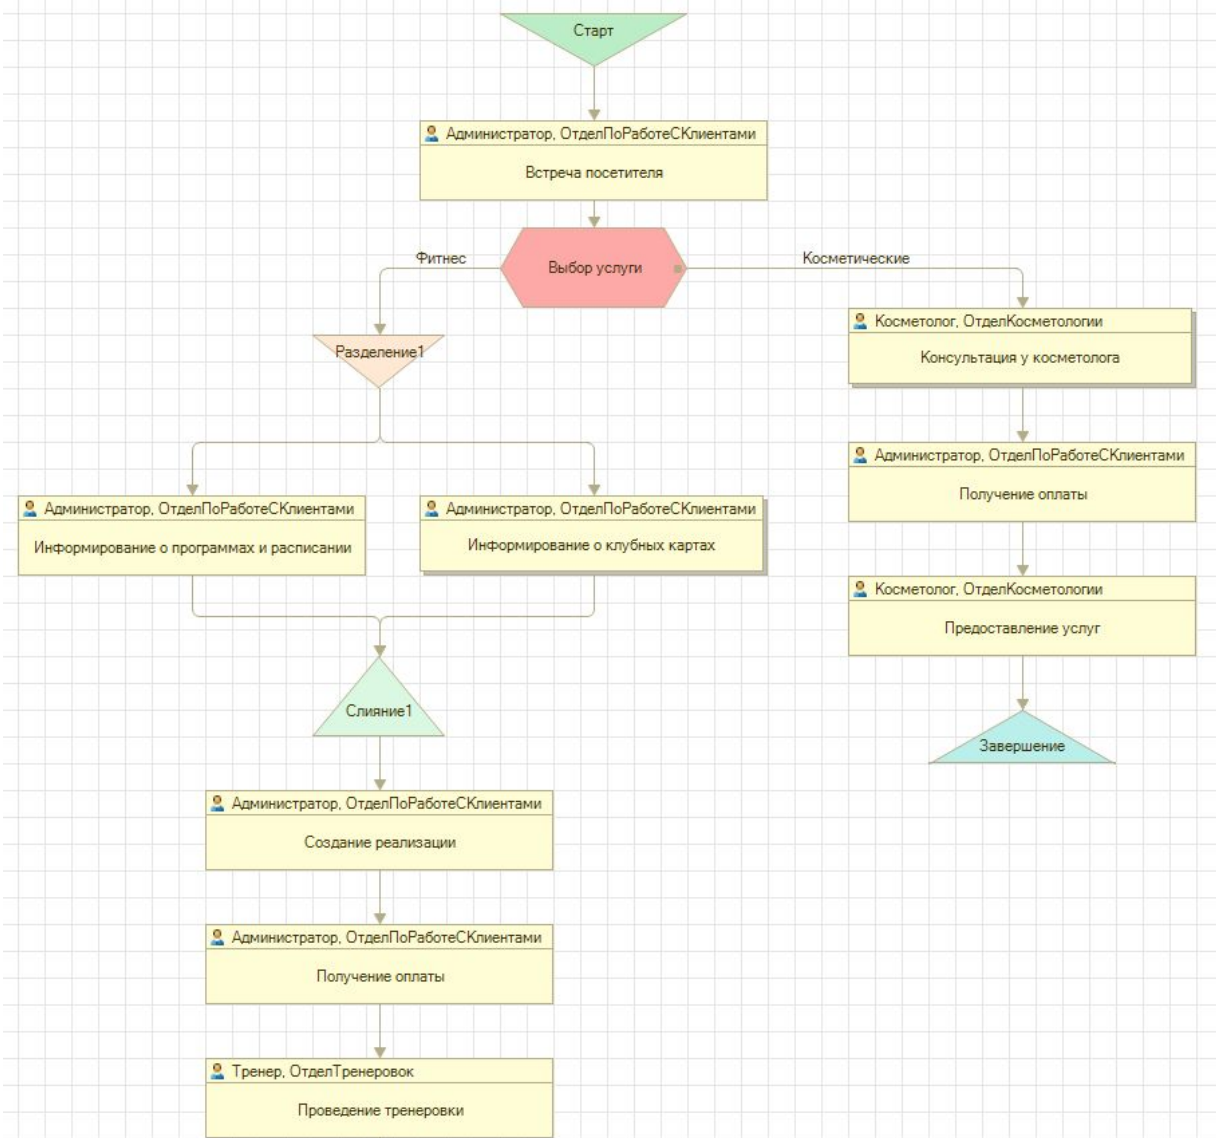 Старт
Администратор, ОтделПоРаботеСКлиентами
Встреча посетителя
Фитнес
Выбор услуги
Косметические
Косметолог, ОтделКосметологии
Консультация у косметолога
Разделение1
Администратор, ОтделПоРаботеСКлиентами
Получение оплаты
Администратор, ОтделПоРаботеСКлиентами
Информирование о программах и расписании
Администратор, ОтделПоРаботеСКлиентами
Информирование о клубных картах
Косметолог, ОтделКосметологии
Предоставление услуг
Слияние1
Завершение
Администратор, ОтделПоРаботеСКлиентами
Создание реализации
Администратор, ОтделПоРаботеСКлиентами
Получение оплаты
Тренер, ОтделТренеровок
Проведение тренеровки